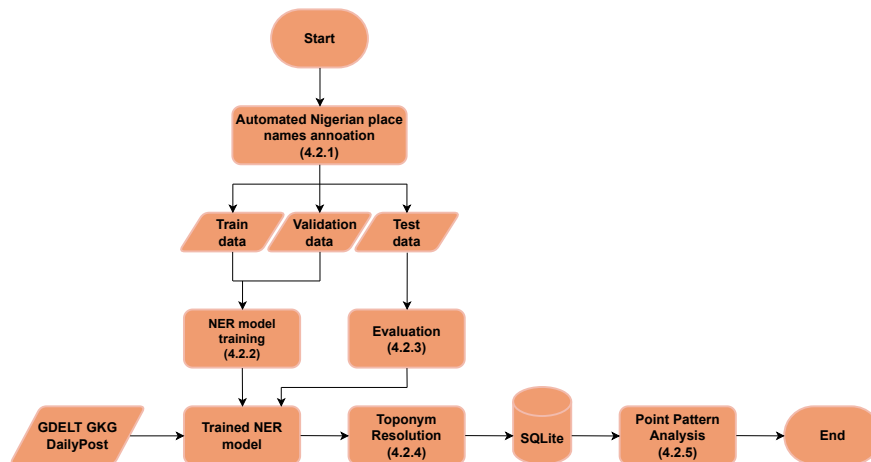 Start
Automated Nigerian place
names annoation
(4.2.1)
Train
data
Validation
data
Test
data
NER model
training
(4.2.2)
Evaluation
(4.2.3)
GDELT GKG
DailyPost
Trained NER
model
Toponym
Resolution
(4.2.4)
SQLite
Point Pattern
Analysis
(4.2.5)
End